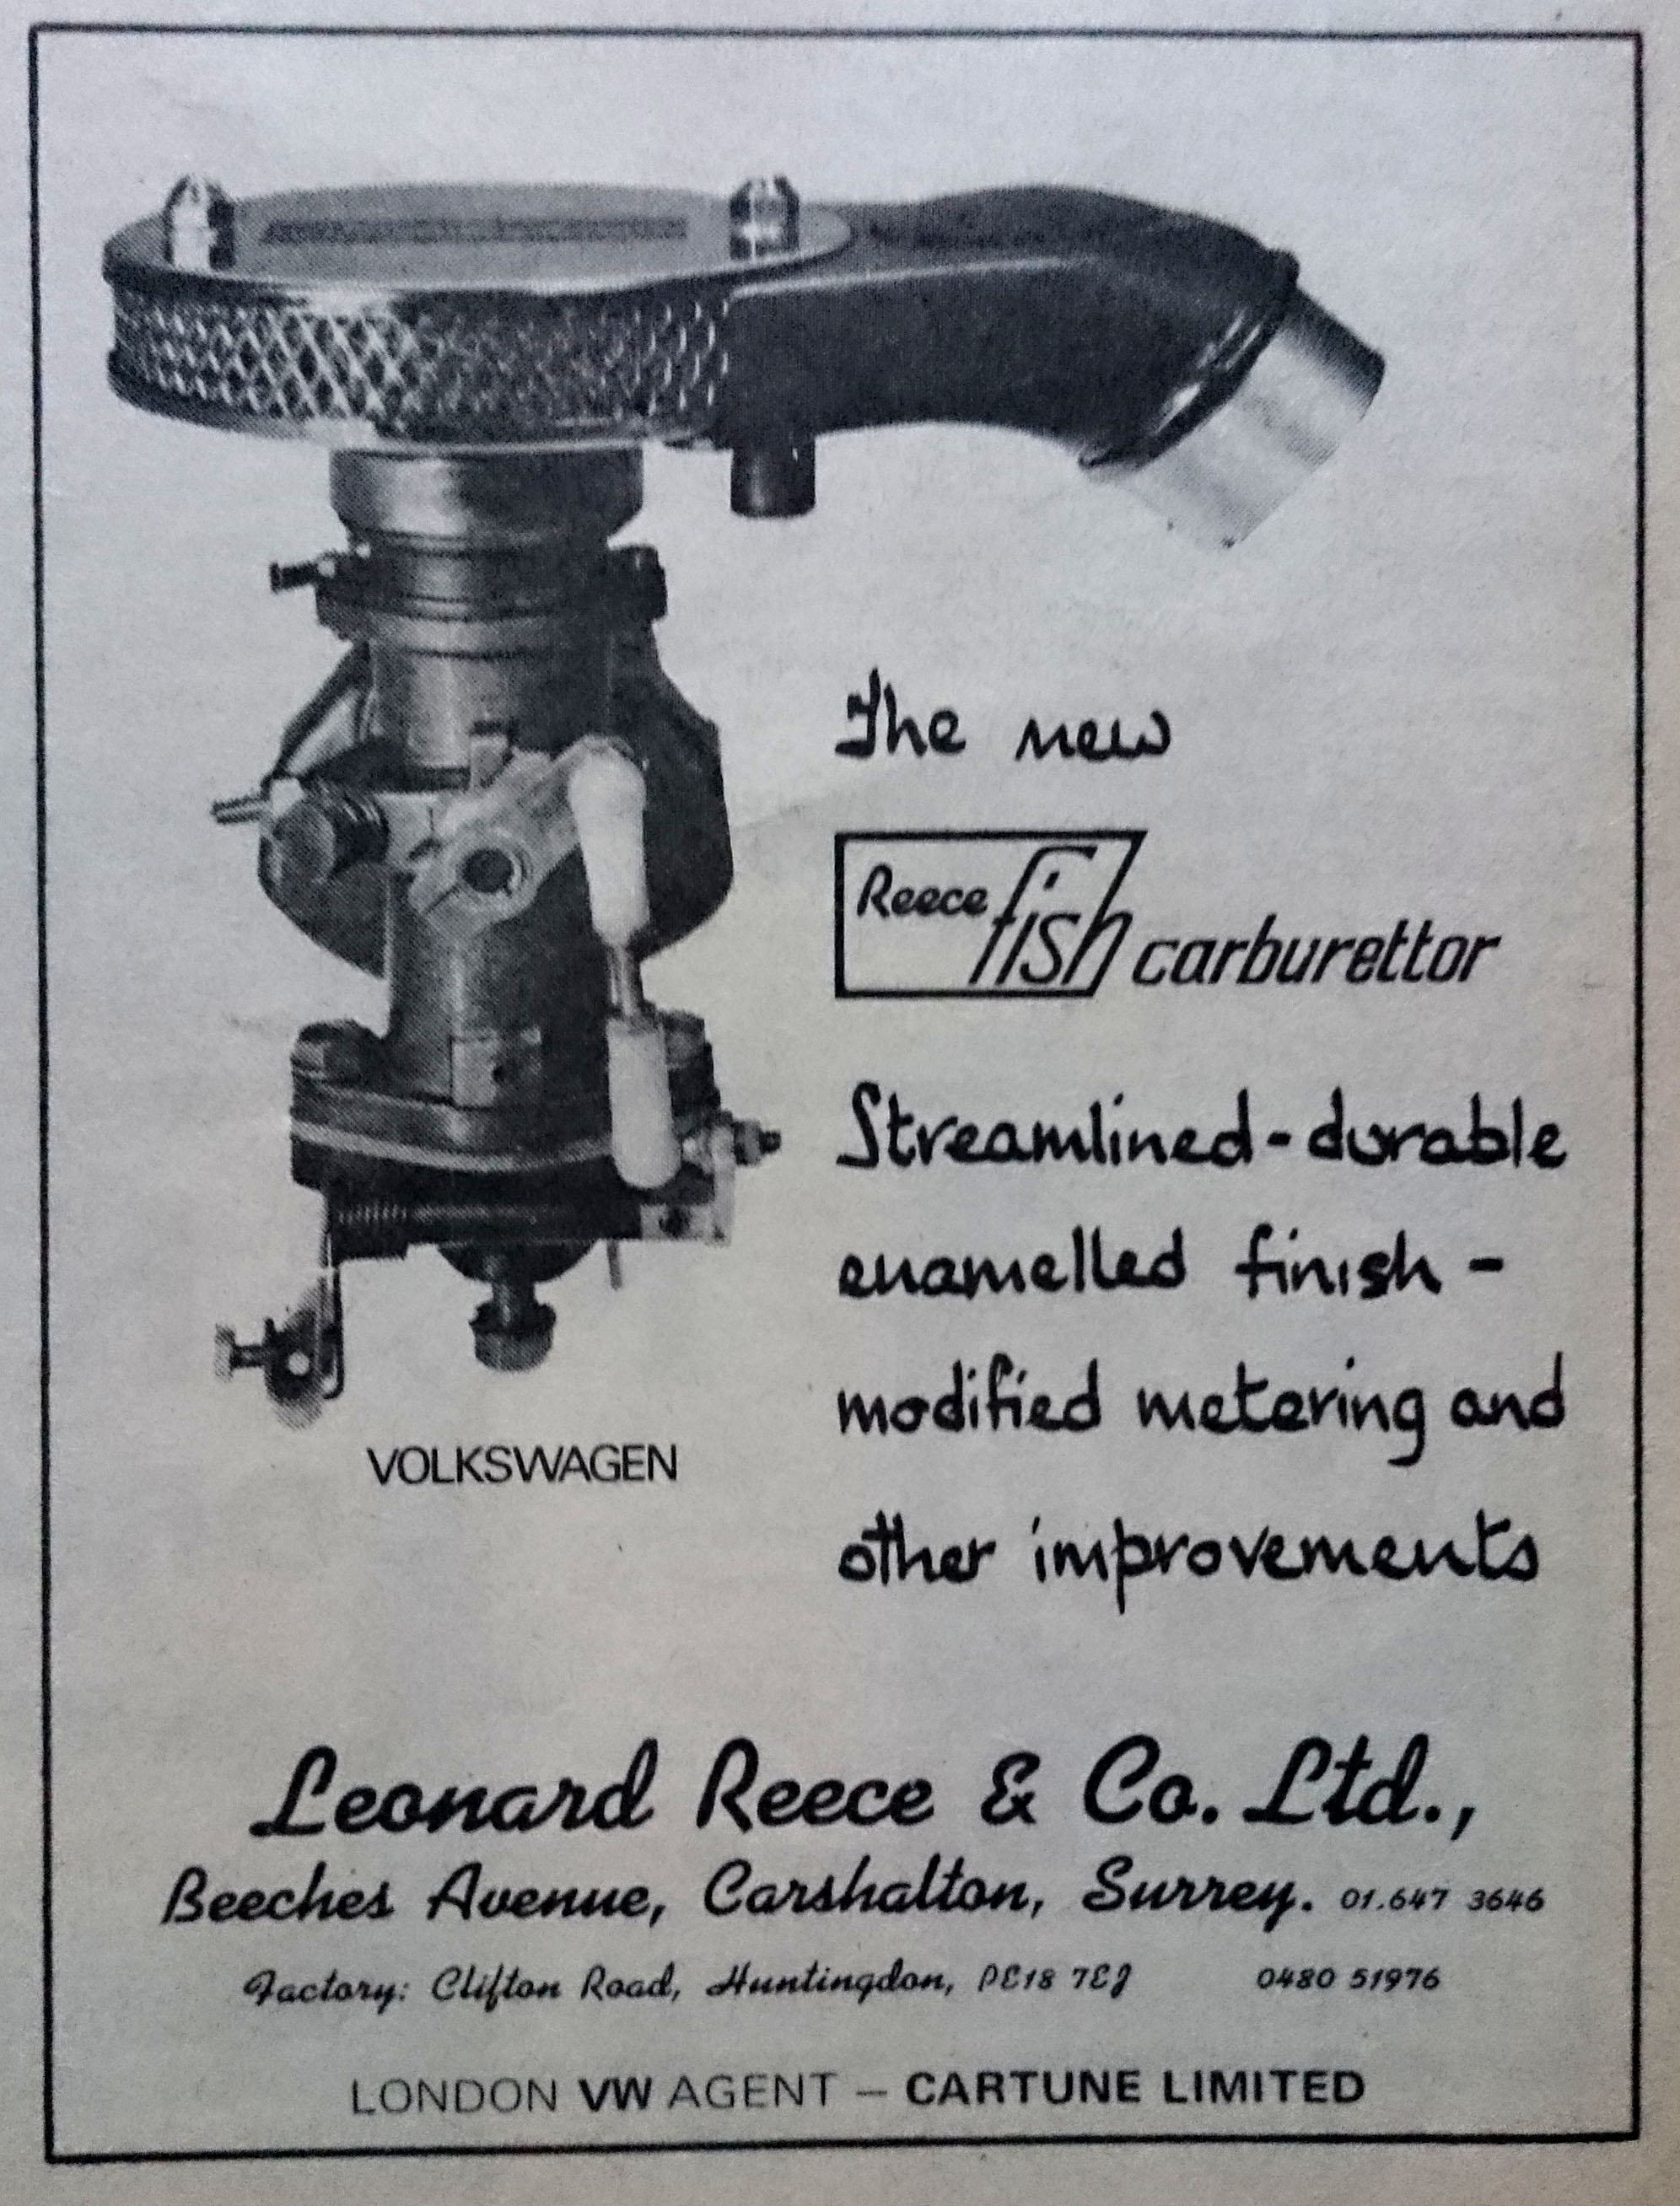 The new
Reece fish carburettor
Streamlined - durable
enamelled finish -
modified metering and
other improvements
VOLKSWAGEN
Leonard Reece & Co. Ltd.,
Beeches Avenue, Carshalton, Surrey. 01.647 3646
Factory: Clifton Road, Huntingdon, PE18 7EJ 0480 51976
LONDON VW AGENT – CARTUNE LIMITED